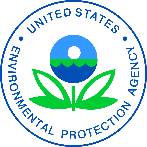 UNITED STATES
ENVIRONMENTAL PROTECTION AGENCY